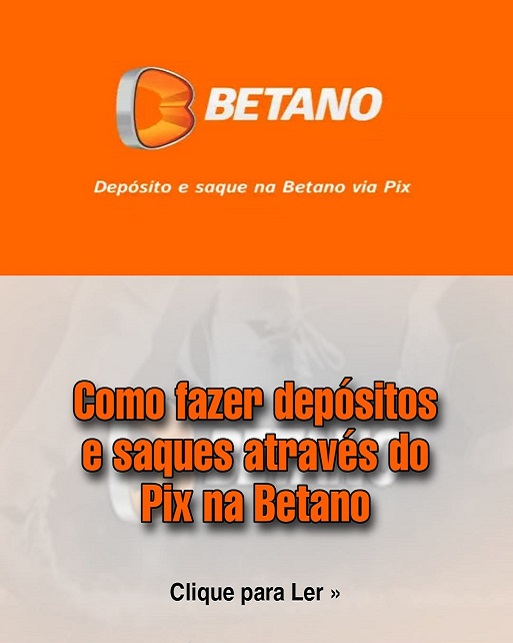 BETANO
Depósito e saque na Betano via Pix
Como fazer depósitos
e saques através do
Pix na Betano
Clique para Ler »